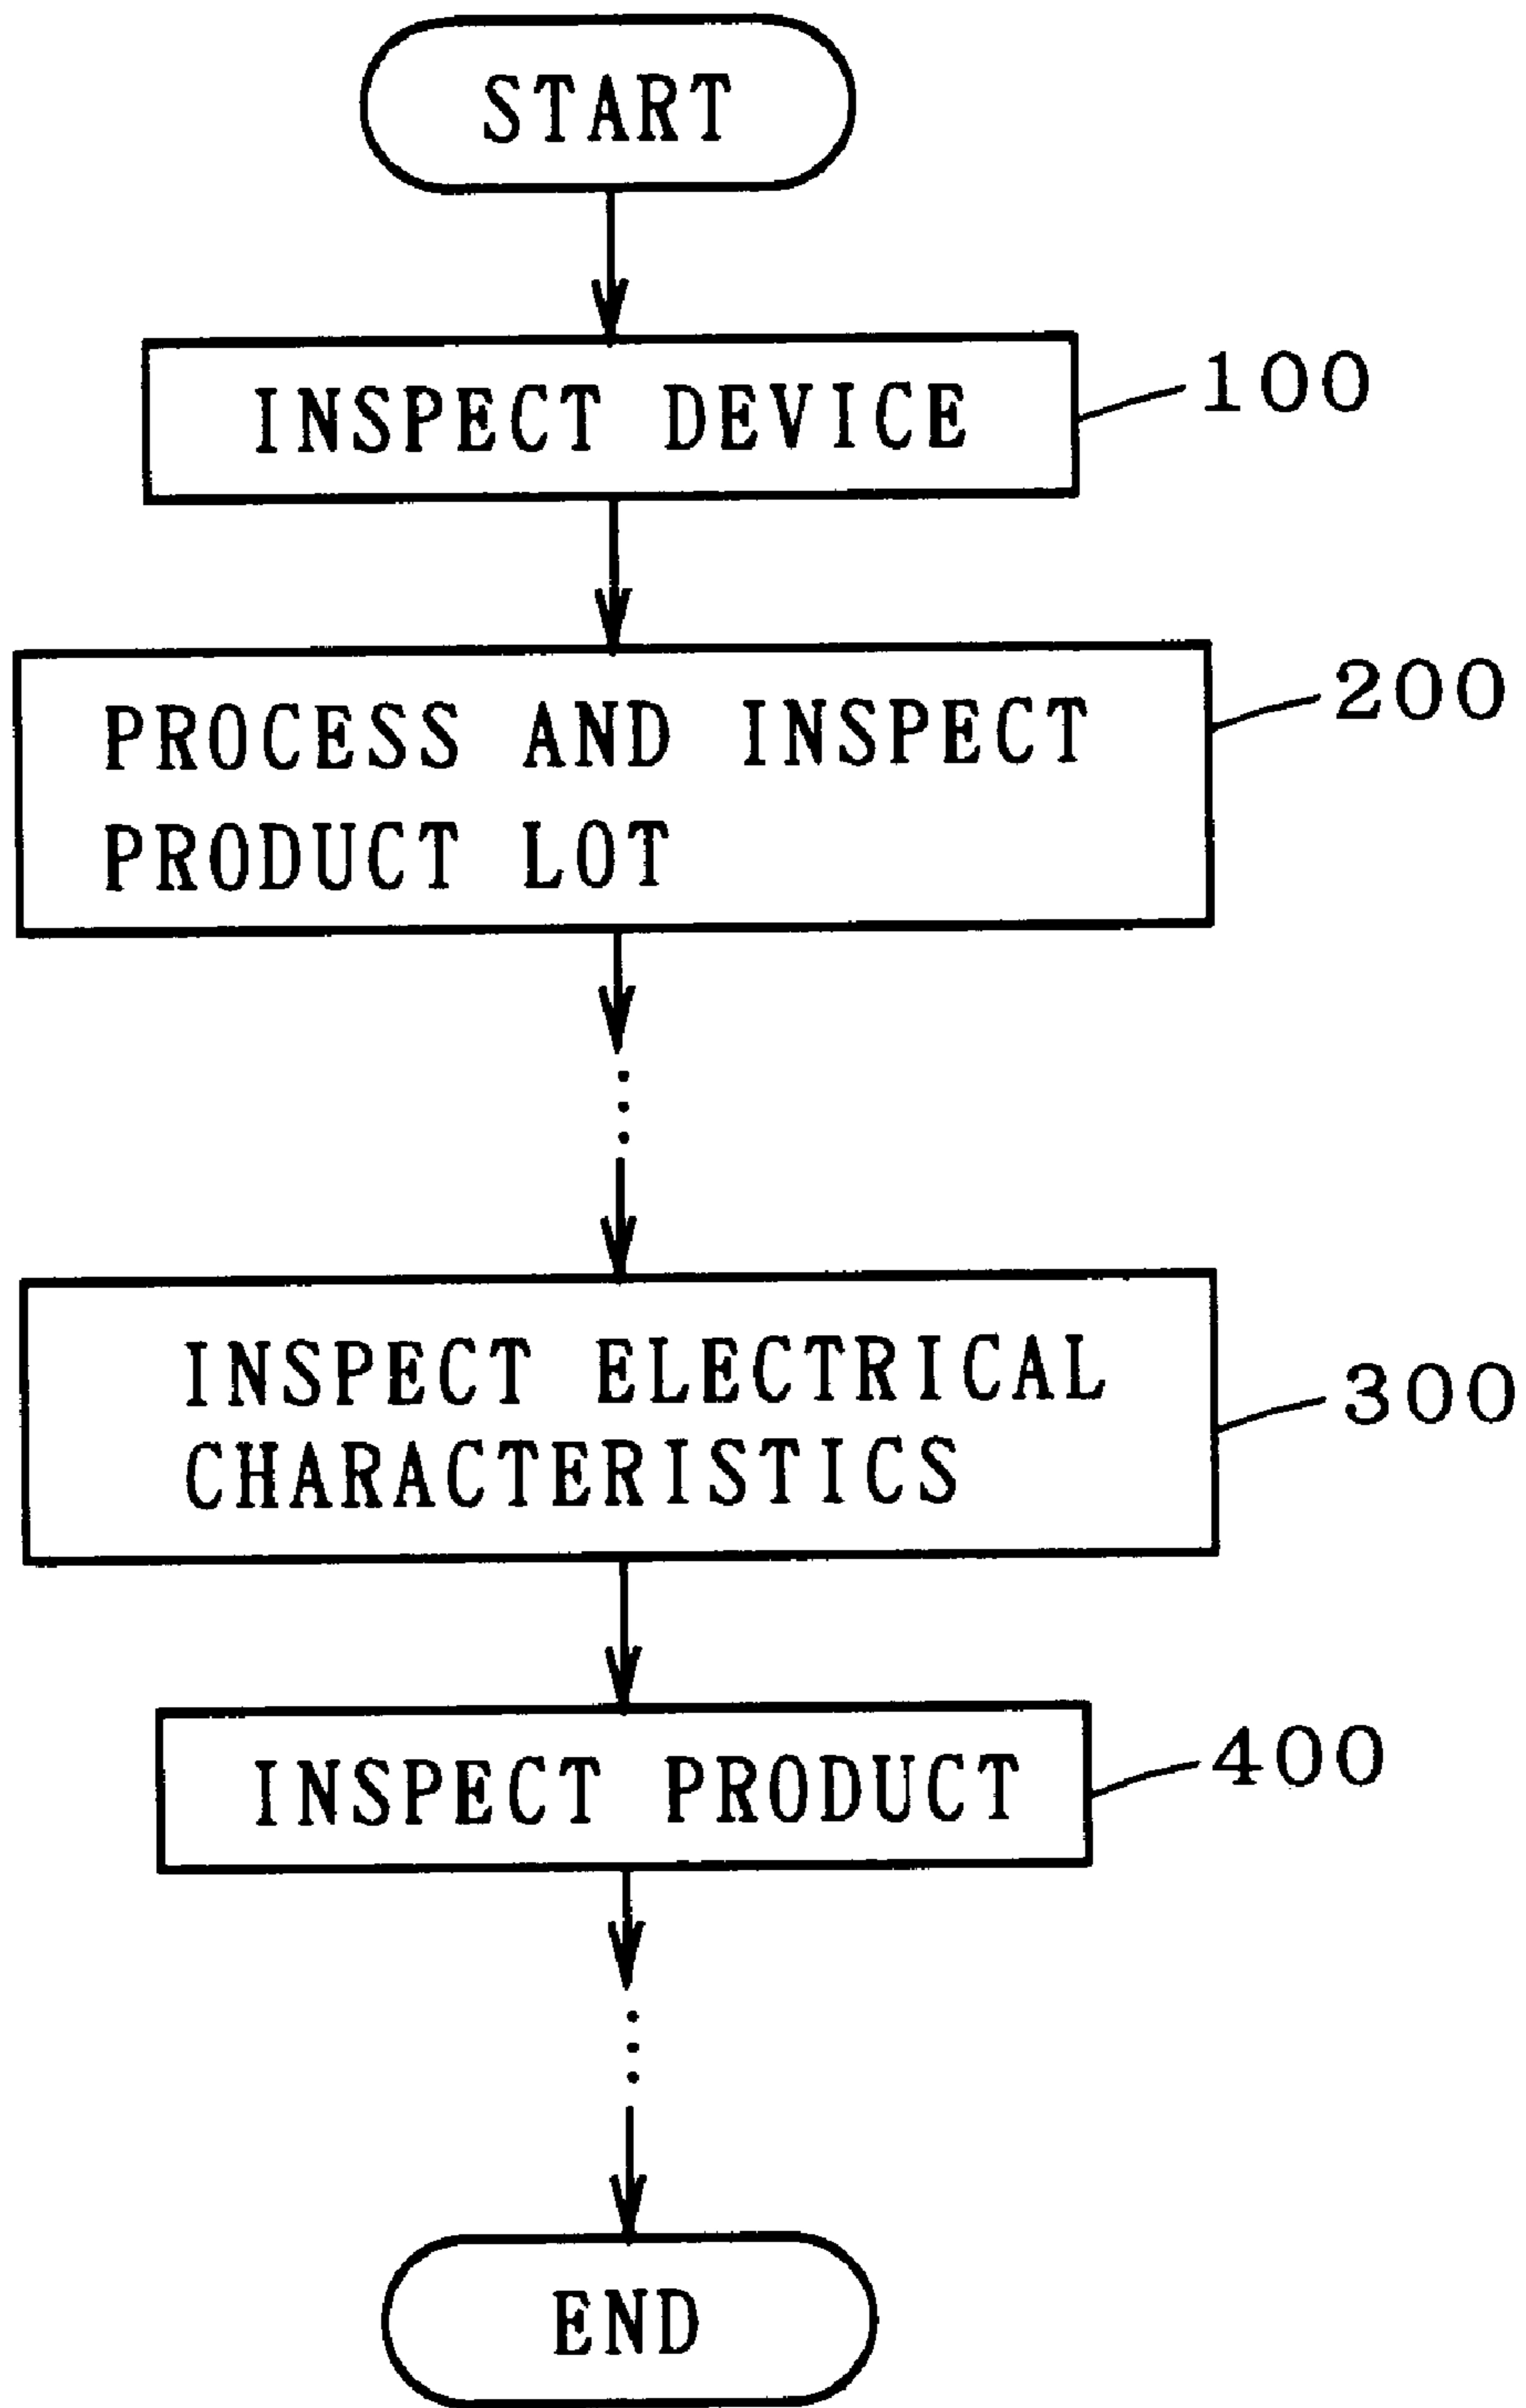 START
INSPECT DEVICE
100
PROCESS AND INSPECT
PRODUCT LOT
200
INSPECT ELECTRICAL
CHARACTERISTICS
300
INSPECT PRODUCT
400
END